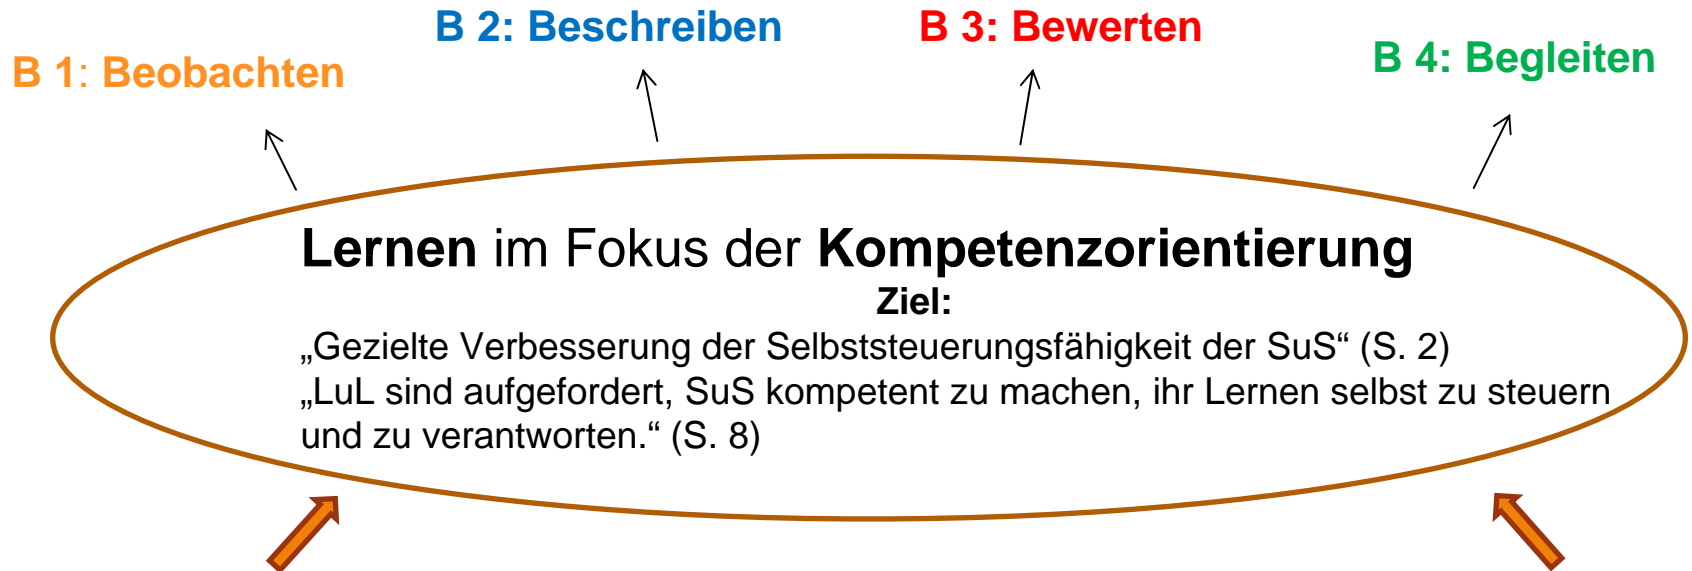 B 1: Beobachten
B 2: Beschreiben
B 3: Bewerten
B 4: Begleiten
Lernen im Fokus der Kompetenzorientierung
Ziel:
„Gezielte Verbesserung der Selbststeuerungsfähigkeit der SuS“ (S. 2)
„LuL sind aufgefordert, SuS kompetent zu machen, ihr Lernen selbst zu steuern
und zu verantworten.“ (S. 8)